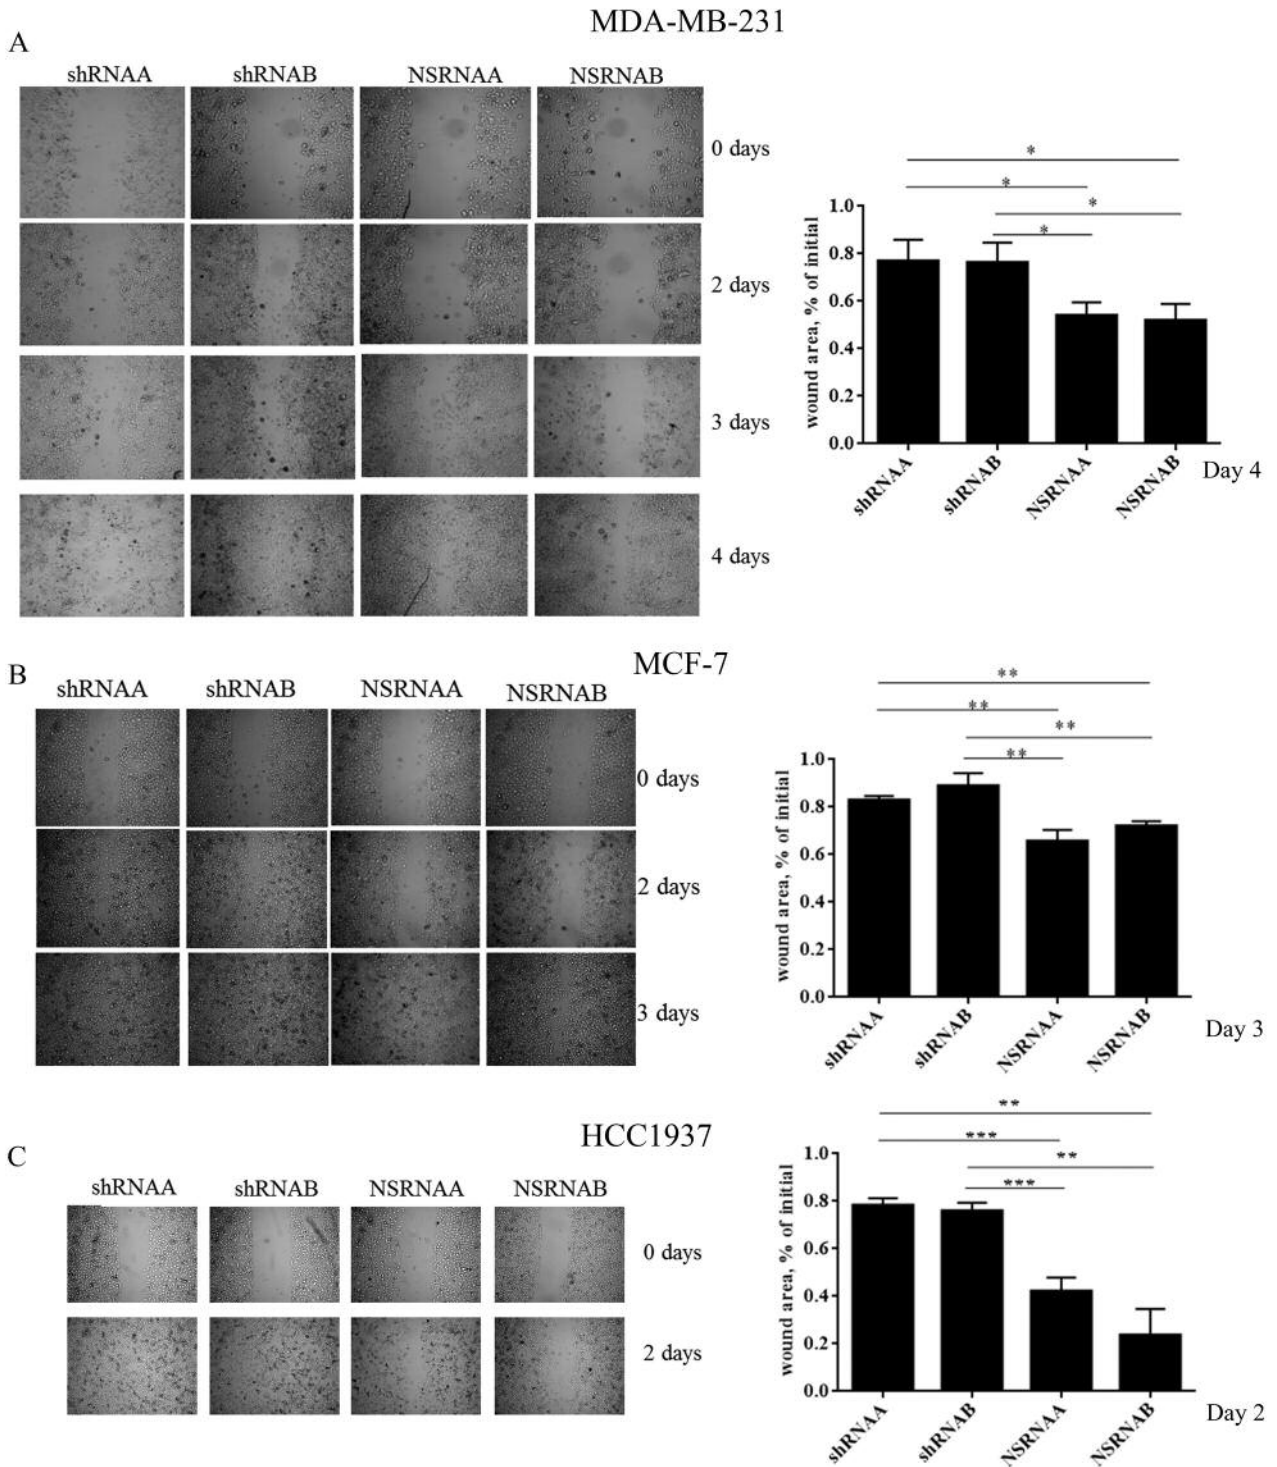 MDA-MB-231
A
shRNAA shRNAB NSRNAA NSRNAB
0 days
2 days
3 days
4 days
* * * *
wound area, % of initial
1.0
0.8
0.6
0.4
0.2
0.0
shRNAA shRNAB NSRNAA NSRNAB
Day 4
MCF-7
B
shRNAA shRNAB NSRNAA NSRNAB
0 days
2 days
3 days
** ** ** **
wound area, % of initial
1.0
0.8
0.6
0.4
0.2
0.0
shRNAA shRNAB NSRNAA NSRNAB
Day 3
HCC1937
C
shRNAA shRNAB NSRNAA NSRNAB
0 days
2 days
** *** ** ***
wound area, % of initial
1.0
0.8
0.6
0.4
0.2
0.0
shRNAA shRNAB NSRNAA NSRNAB
Day 2